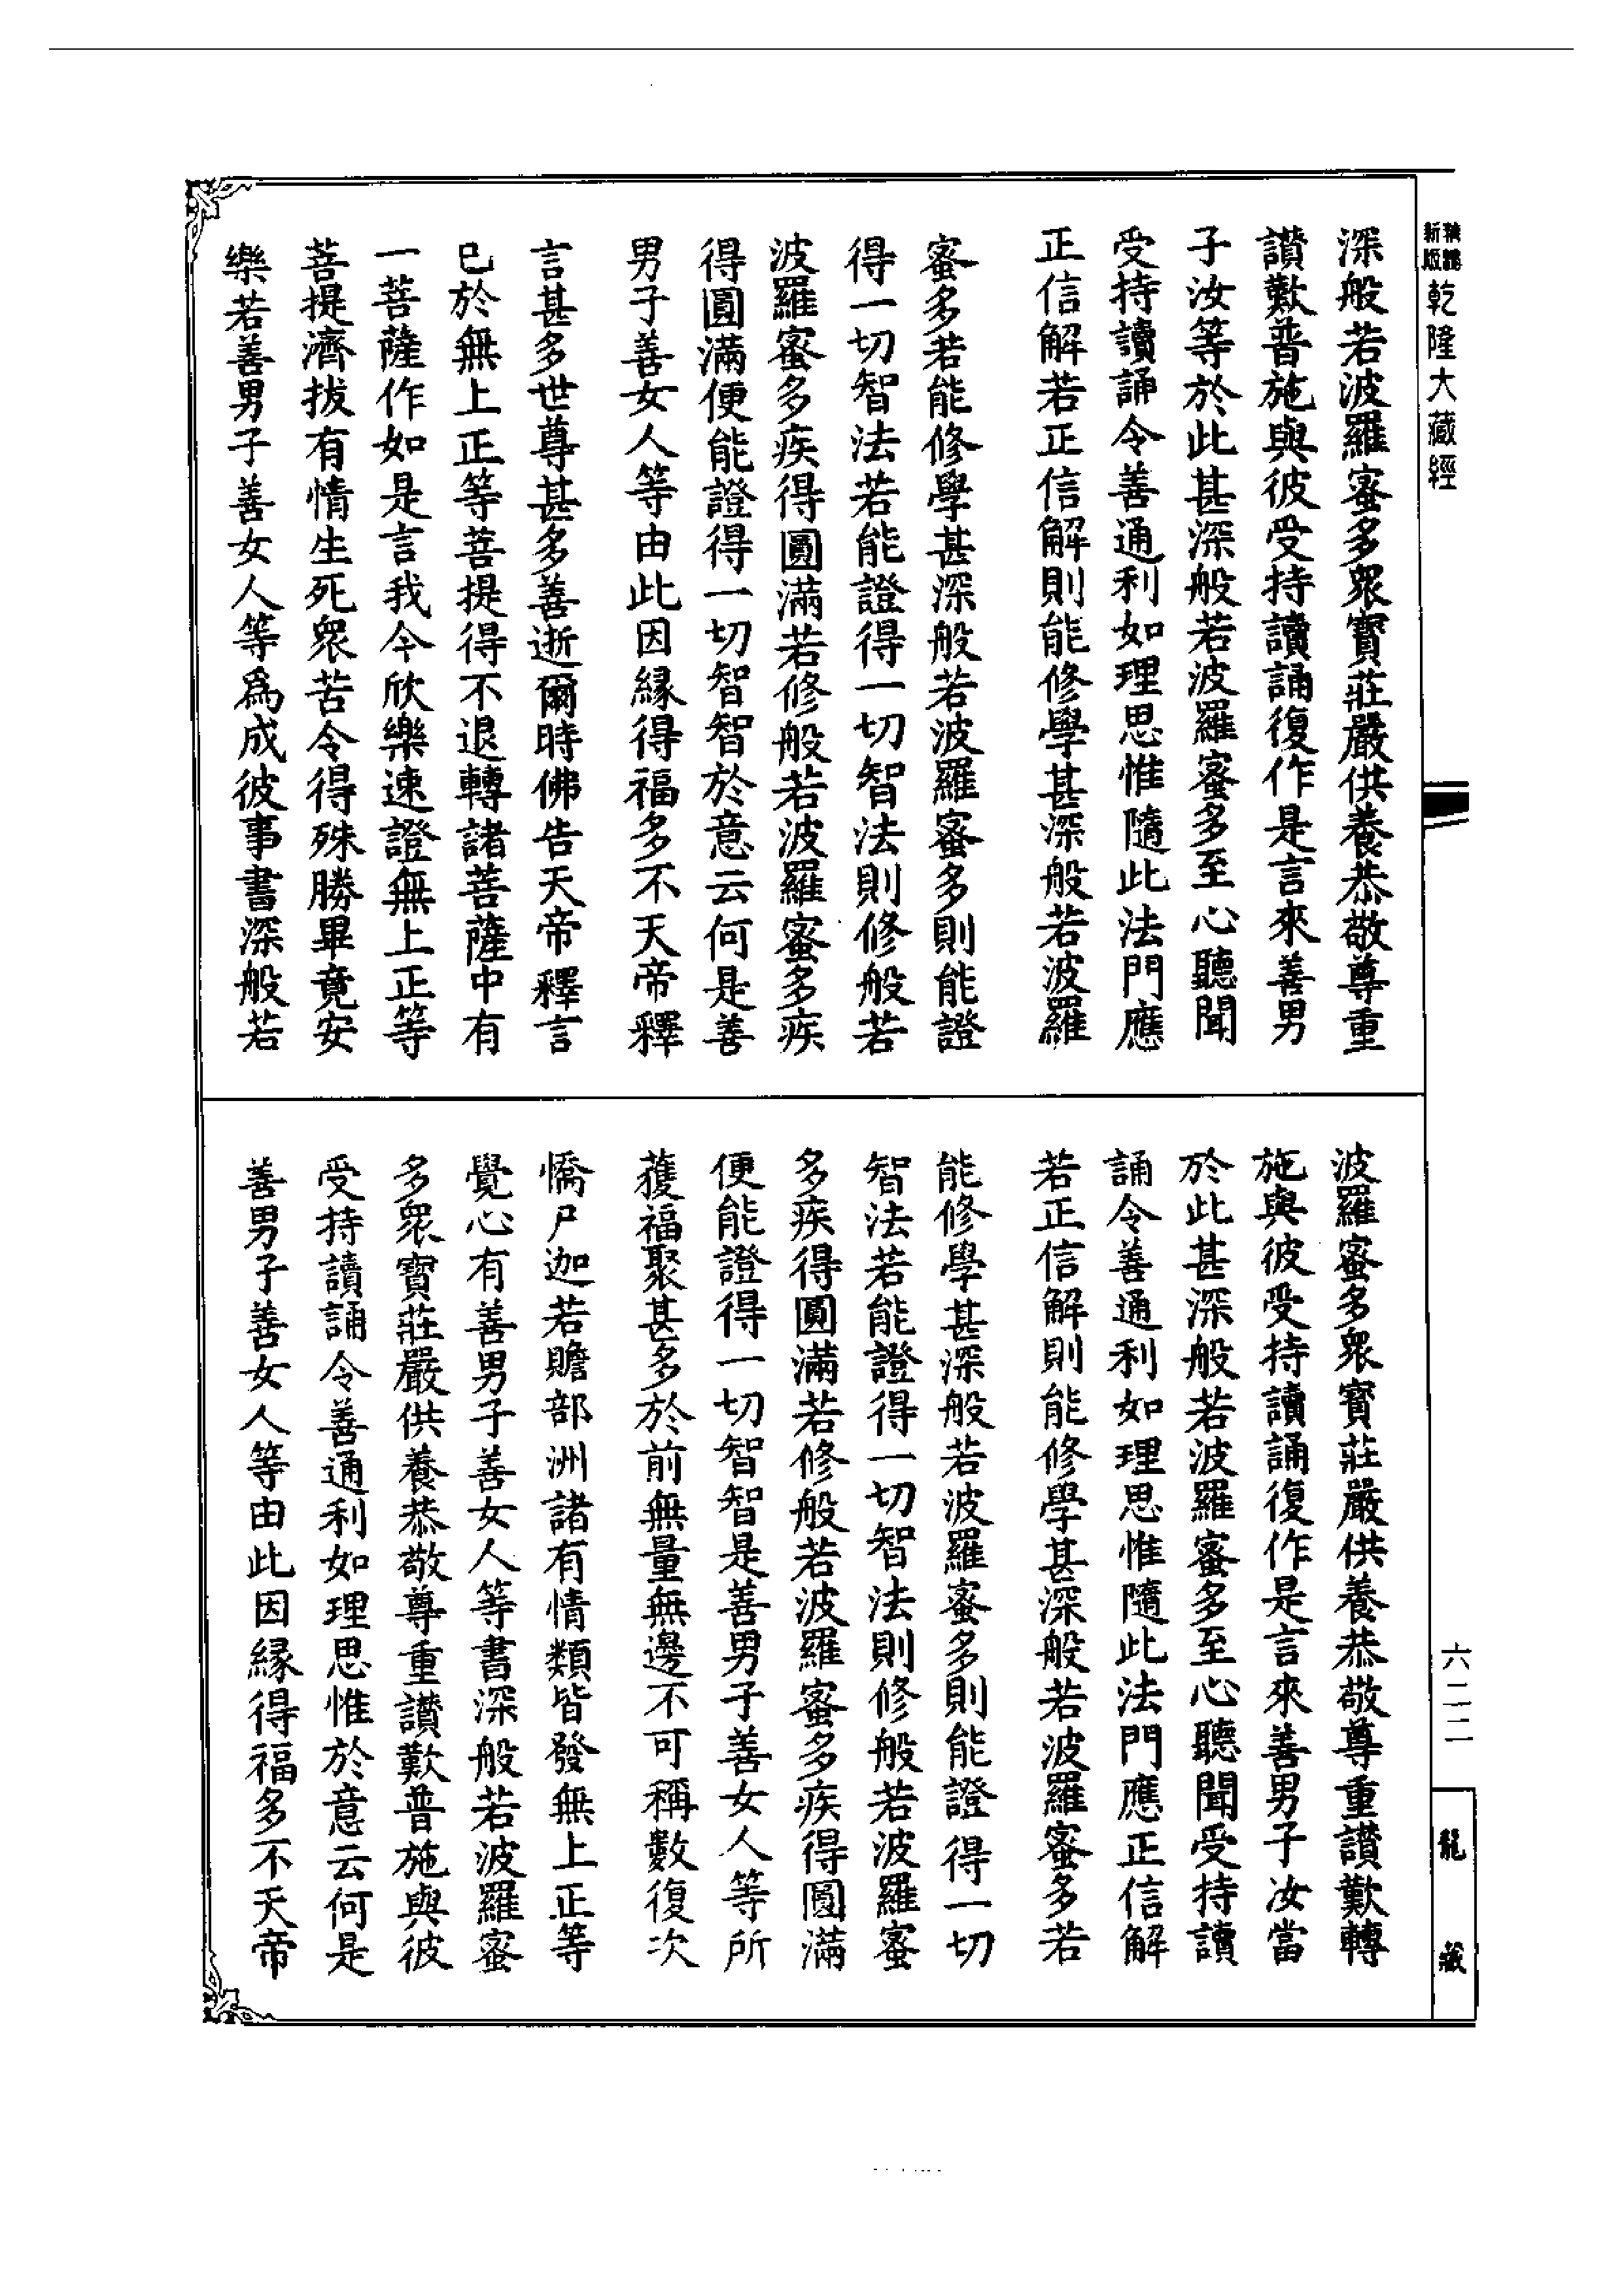 新版
乾隆大藏經
深般若波羅蜜多眾寶莊嚴供養恭敬尊重
讚歎普施與彼受持讀誦復作是言來善男
子汝等於此甚深般若波羅蜜多至心聽聞
受持讀誦令善通利如理思惟隨此法門應
正信解若正信解則能修學甚深般若波羅
蜜多若能修學甚深般若波羅蜜多則能證
得一切智法若能證得一切智法則修般若
波羅蜜多疾得圓滿若修般若波羅蜜多疾
得圓滿便能證得一切智智於意云何是善
男子善女人等由此因緣得福多不天帝釋
言甚多世尊甚多善逝爾時佛告天帝釋言
已於無上正等菩提得不退轉諸菩薩中有
一菩薩作如是言我今欣樂速證無上正等
菩提濟拔有情生死眾苦令得殊勝畢竟安
樂若善男子善女人等為成彼事書深般若
波羅蜜多眾寶莊嚴供養恭敬尊重讚歎轉
施與彼受持讀誦復作是言來善男子汝當
於此甚深般若波羅蜜多至心聽聞受持讀
誦令善通利如理思惟隨此法門應正信解
若正信解則能修學甚深般若波羅蜜多若
能修學甚深般若波羅蜜多則能證得一切
智法若能證得一切智法則修般若波羅蜜
多疾得圓滿若修般若波羅蜜多疾得圓滿
便能證得一切智智是善男子善女人等所
獲福聚甚多於前無量無邊不可稱數復次
憍尸迦若贍部洲諸有情類皆發無上正等
覺心有善男子善女人等書深般若波羅蜜
多眾寶莊嚴供養恭敬尊重讚歎普施與彼
受持讀誦令善通利如理思惟於意云何是
善男子善女人等由此因緣得福多不天帝
六二二
龍藏